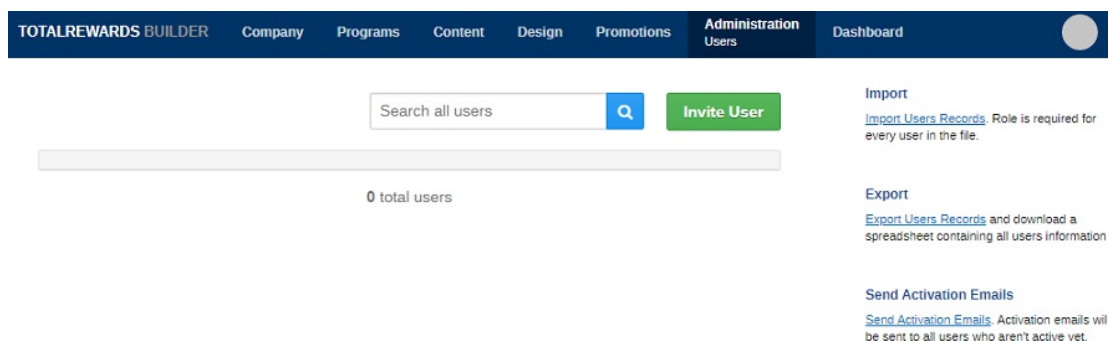 TOTALREWARDS BUILDER Company Programs Content Design Promotions Administration Users Dashboard
Search all users
Invite User
0 total users
Import
Import Users Records. Role is required for
every user in the file.
Export
Export Users Records and download a
spreadsheet containing all users information
Send Activation Emails
Send Activation Emails. Activation emails will
be sent to all users who aren't active yet.